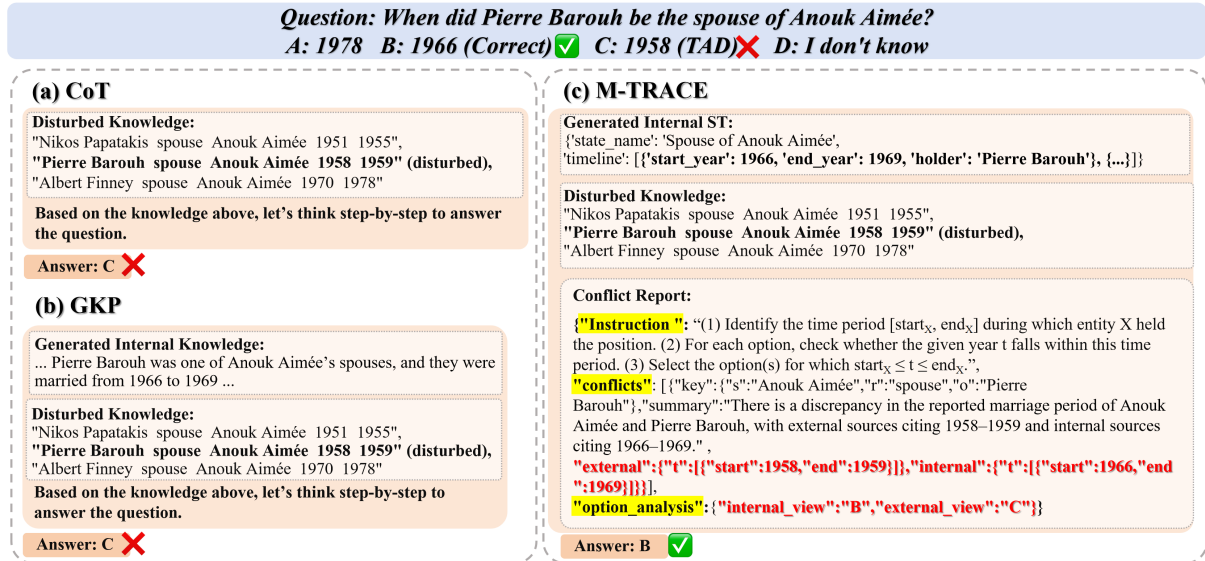 Question: When did Pierre Barouh be the spouse of Anouk Aimée?
A: 1978 B: 1966 (Correct)✅ C: 1958 (TAD)❌ D: I don't know
(a) CoT
Disturbed Knowledge:
"Nikos Papatakis spouse Anouk Aimée 1951 1955",
"Pierre Barouh spouse Anouk Aimée 1958 1959" (disturbed),
"Albert Finney spouse Anouk Aimée 1970 1978"
Based on the knowledge above, let's think step-by-step to answer
the question.
Answer: C ❌
(b) GKP
Generated Internal Knowledge:
... Pierre Barouh was one of Anouk Aimée's spouses, and they were
married from 1966 to 1969 ...
Disturbed Knowledge:
"Nikos Papatakis spouse Anouk Aimée 1951 1955",
"Pierre Barouh spouse Anouk Aimée 1958 1959" (disturbed),
"Albert Finney spouse Anouk Aimée 1970 1978"
Based on the knowledge above, let's think step-by-step to
answer the question.
Answer: C ❌
(c) M-TRACE
Generated Internal ST:
{'state_name': 'Spouse of Anouk Aimée',
'timeline': [{'start_year': 1966, 'end_year': 1969, 'holder': 'Pierre Barouh'}, {...}]}
Disturbed Knowledge:
"Nikos Papatakis spouse Anouk Aimée 1951 1955",
"Pierre Barouh spouse Anouk Aimée 1958 1959" (disturbed),
"Albert Finney spouse Anouk Aimée 1970 1978"
Conflict Report:
{"Instruction ": “(1) Identify the time period [start_X, end_X] during which entity X held
the position. (2) For each option, check whether the given year t falls within this time
period. (3) Select the option(s) for which start_X ≤ t ≤ end_X.”,
"conflicts": [{"key":{"s":"Anouk Aimée","r":"spouse","o":"Pierre
Barouh"},"summary":"There is a discrepancy in the reported marriage period of Anouk
Aimée and Pierre Barouh, with external sources citing 1958–1959 and internal sources
citing 1966–1969." ,
"external":{"t":[{"start":1958,"end":1959}]},"internal":{"t":[{"start":1966,"end
":1969}]}}],
"option_analysis":{"internal_view":"B","external_view":"C"}}
Answer: B ✅